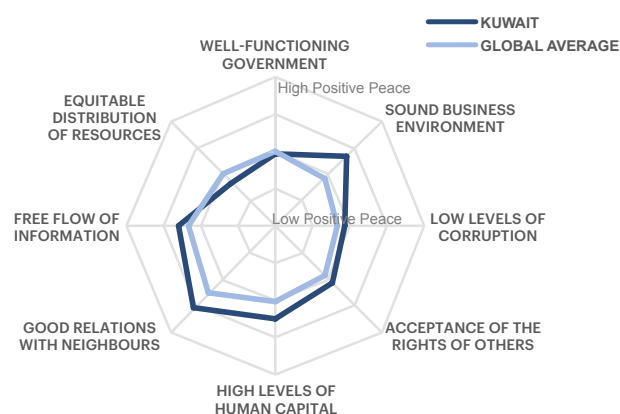 KUWAIT
GLOBAL AVERAGE
WELL-FUNCTIONING
GOVERNMENT
High Positive Peace
EQUITABLE
DISTRIBUTION
OF RESOURCES
SOUND BUSINESS
ENVIRONMENT
FREE FLOW OF
INFORMATION
Low Positive Peace
LOW LEVELS OF
CORRUPTION
GOOD RELATIONS
WITH NEIGHBOURS
ACCEPTANCE OF THE
RIGHTS OF OTHERS
HIGH LEVELS OF
HUMAN CAPITAL